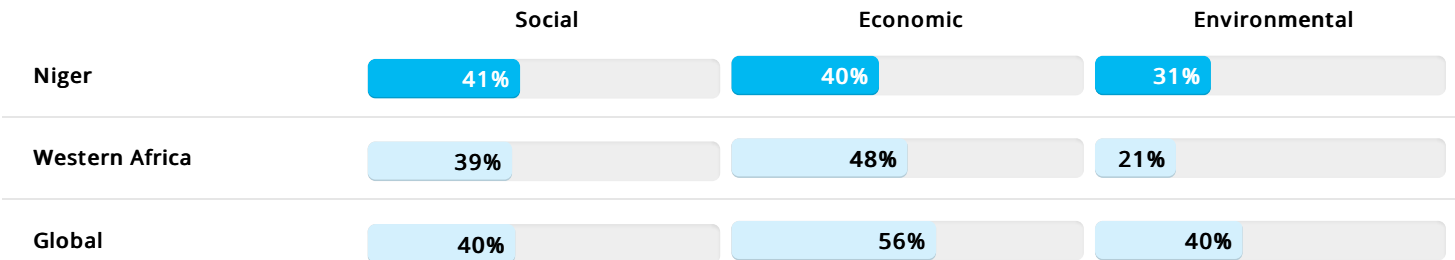 Social Economic Environmental
Niger 41% 40% 31%
Western Africa 39% 48% 21%
Global 40% 56% 40%